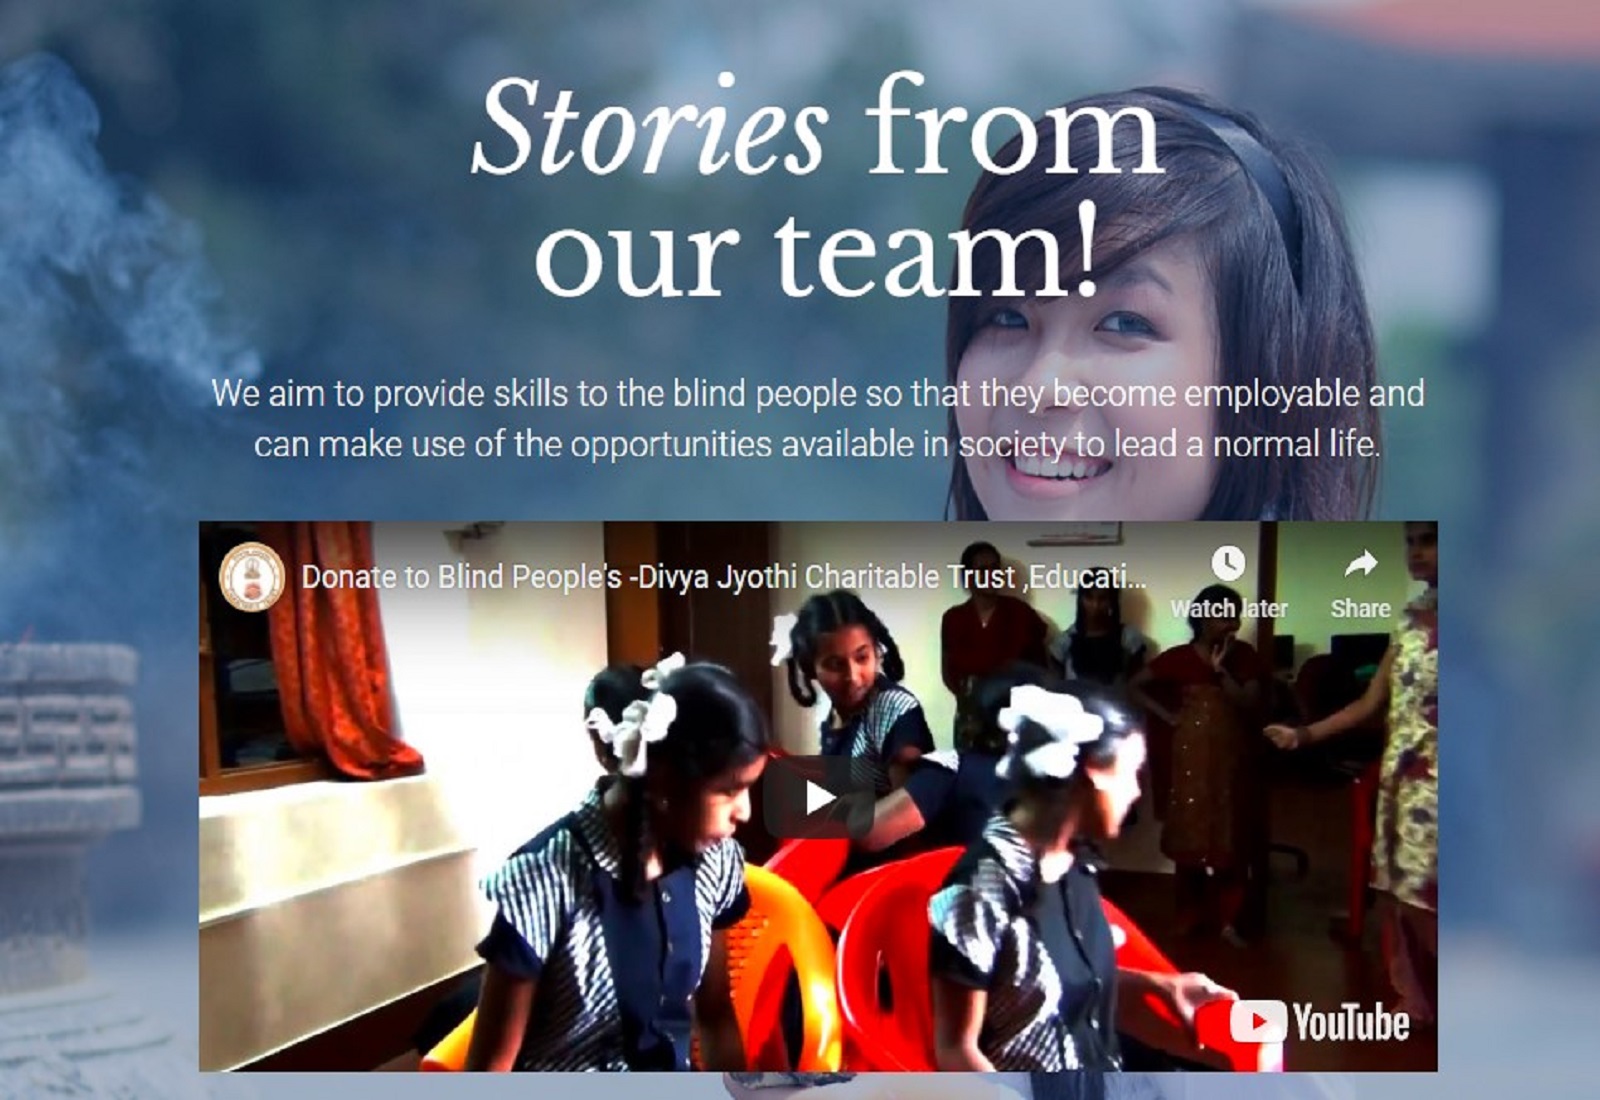 Stories from
our team!
We aim to provide skills to the blind people so that they become employable and
can make use of the opportunities available in society to lead a normal life.
Donate to Blind People's -Divya Jyothi Charitable Trust ,Educati...
Watch later
Share
YouTube